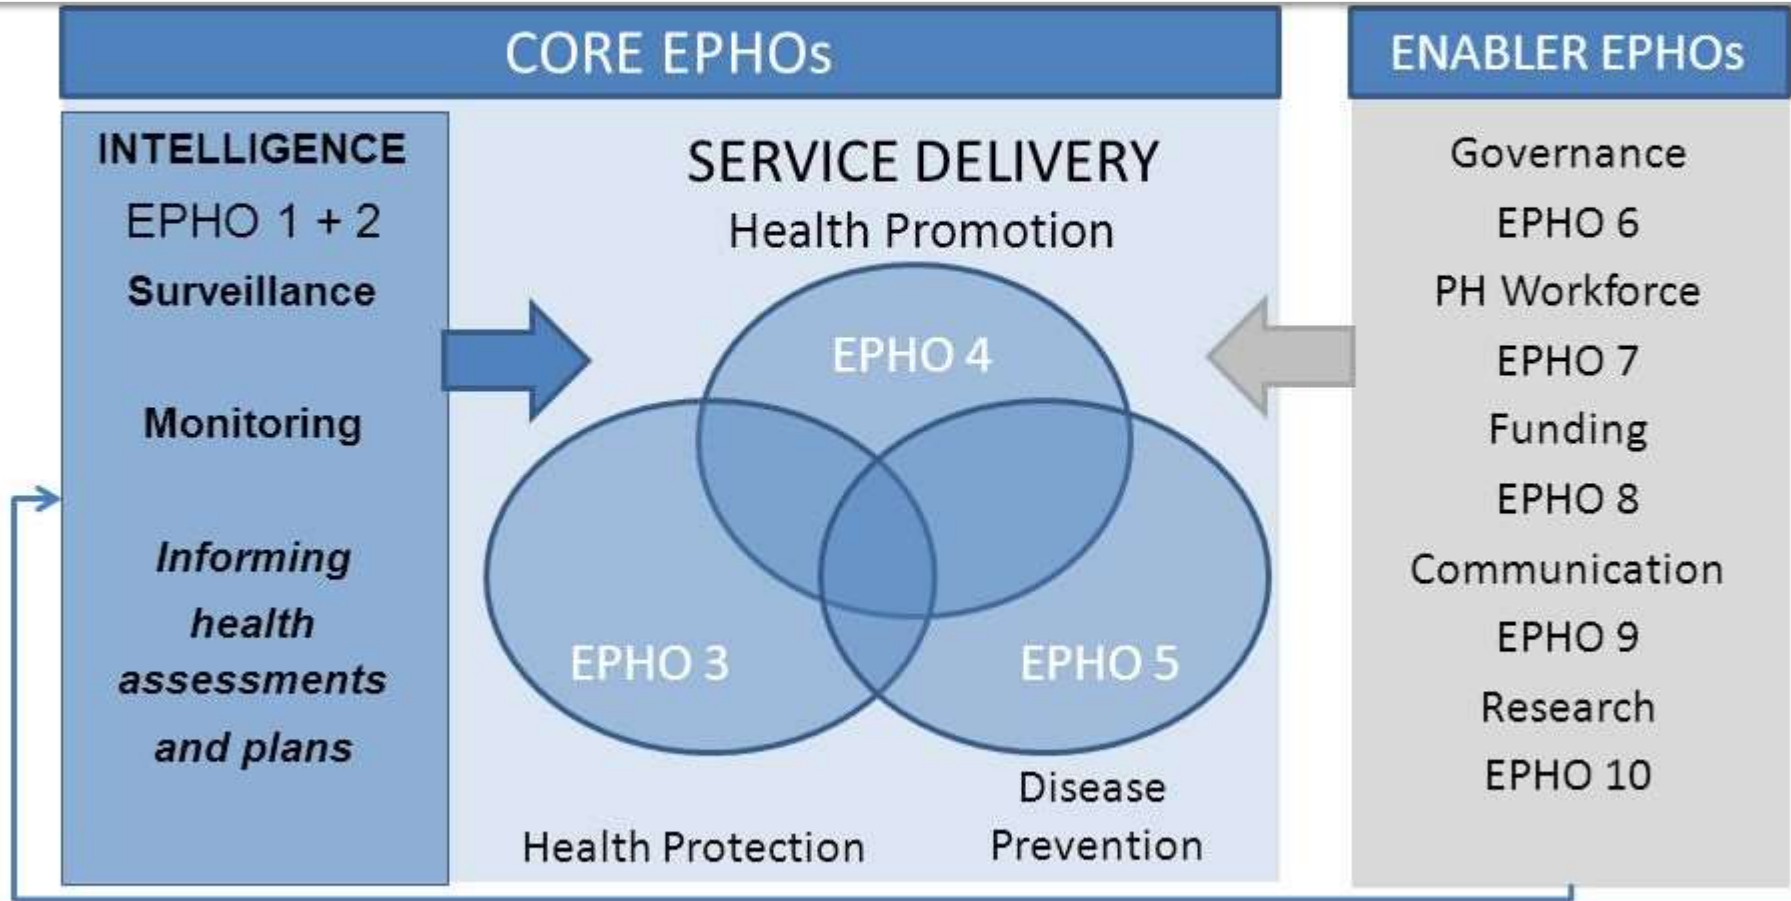 CORE EPHOs
ENABLER EPHOs
INTELLIGENCE
EPHO 1 + 2
Surveillance
Monitoring
Informing
health
assessments
and plans
SERVICE DELIVERY
Health Promotion
EPHO 4
EPHO 3
EPHO 5
Health Protection
Disease
Prevention
Governance
EPHO 6
PH Workforce
EPHO 7
Funding
EPHO 8
Communication
EPHO 9
Research
EPHO 10